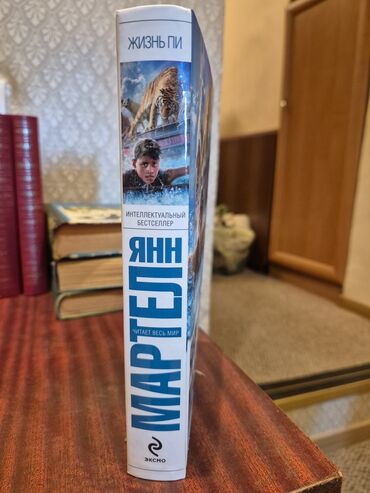 ЖИЗНЬ ПИ
ИНТЕЛЛЕКТУАЛЬНЫЙ
БЕСТСЕЛЛЕР
ЯНН
МАРТЕЛ
ЧИТАЕТ ВЕСЬ МИР
ЭКСМО